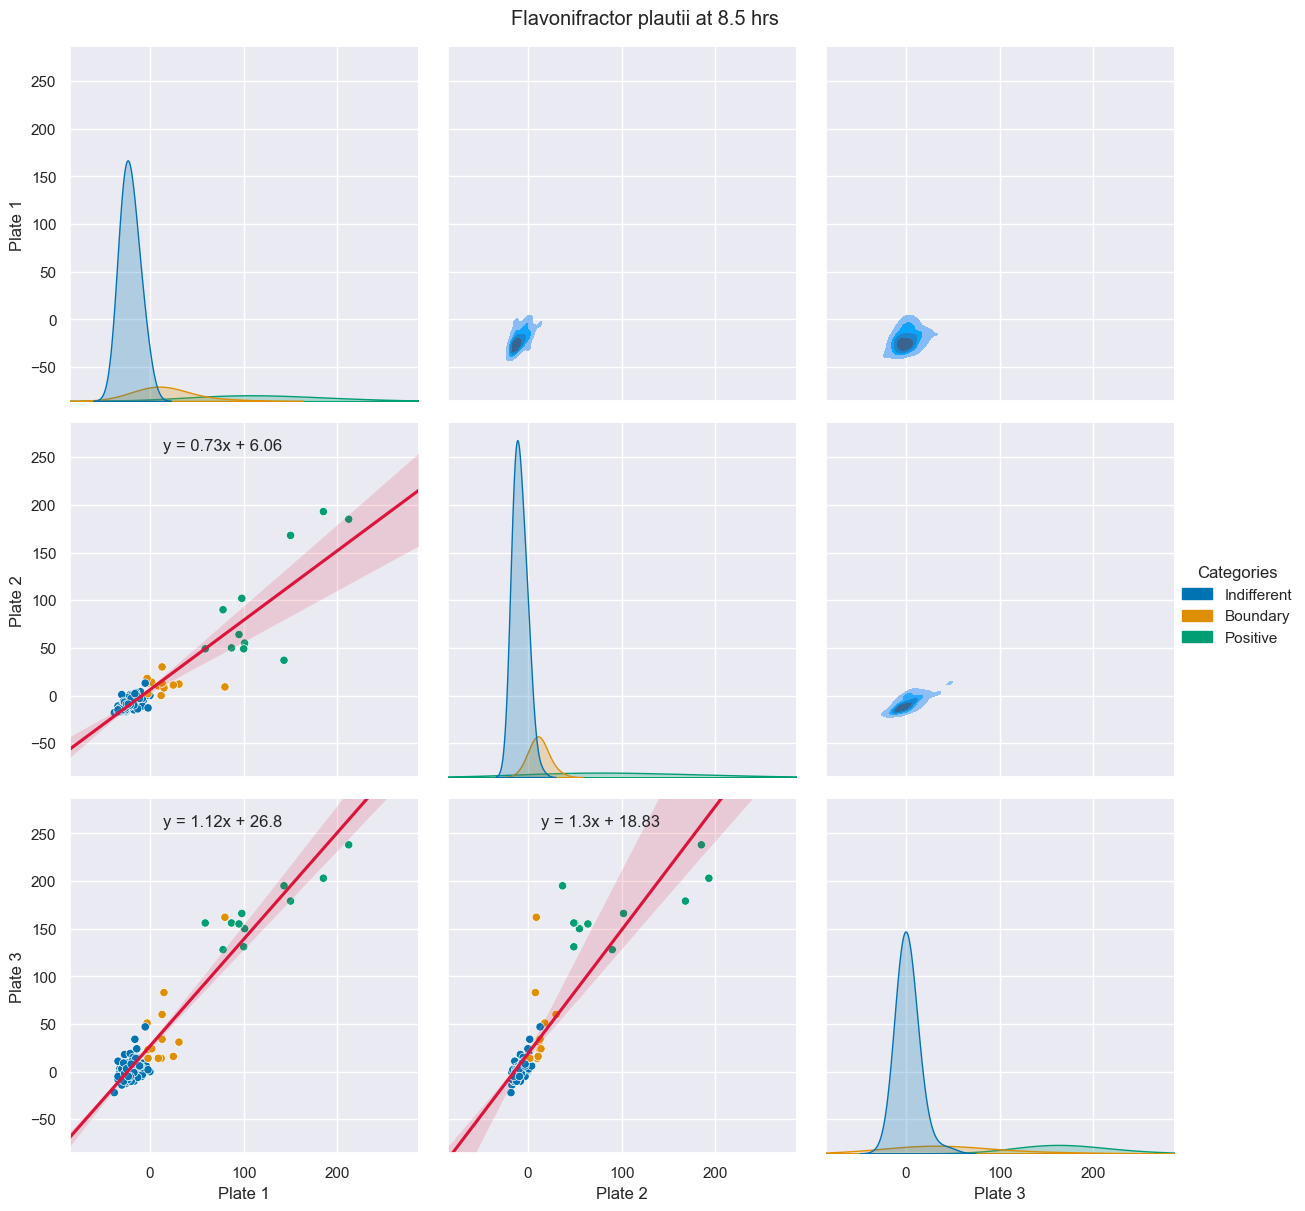 Flavonifractor plautii at 8.5 hrs
250
200
150
100
50
0
−50
Plate 1
y = 0.73x + 6.06
250
200
150
100
50
0
−50
Plate 2
Categories
Indifferent
Boundary
Positive
y = 1.12x + 26.8
y = 1.3x + 18.83
250
200
150
100
50
0
−50
Plate 3
0 100 200
0 100 200
0 100 200
Plate 1
Plate 2
Plate 3